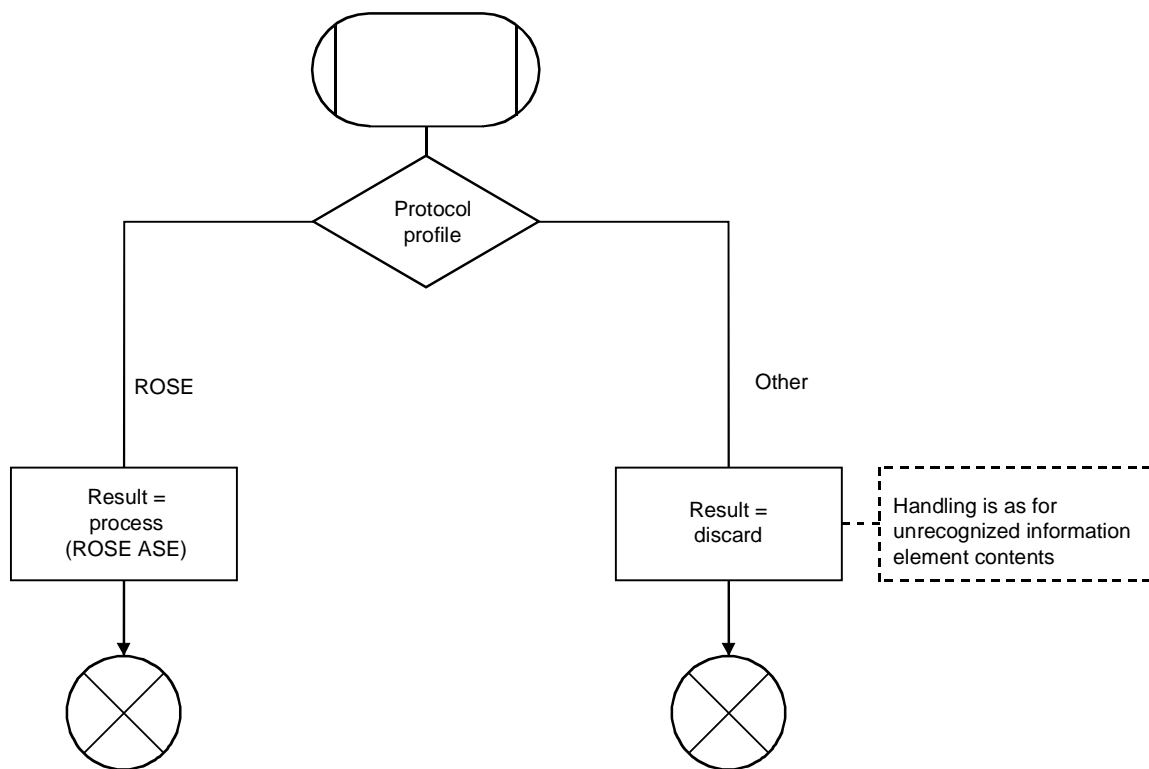 Protocol
profile
ROSE
Other
Result =
process
(ROSE ASE)
Result =
discard
Handling is as for
unrecognized information
element contents